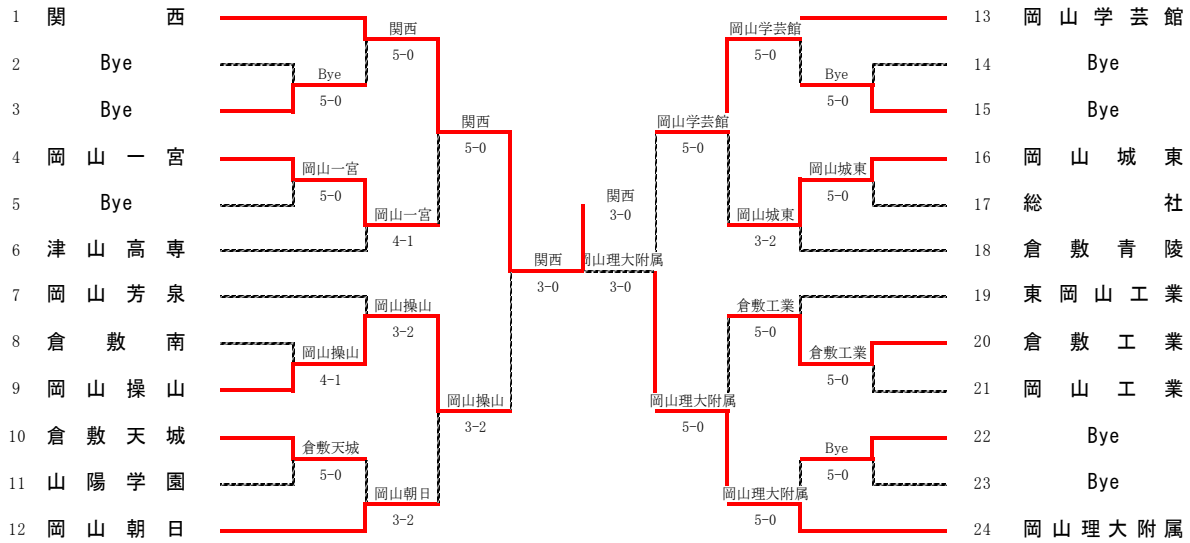 1 関西
2 Bye
3 Bye
4 岡山一宮
5 Bye
6 津山高専
7 岡山芳泉
8 倉敷南
9 岡山操山
10 倉敷天城
11 山陽学園
12 岡山朝日
関西
5-0
Bye
5-0
岡山一宮
5-0
岡山一宮
4-1
岡山操山
3-2
岡山操山
4-1
倉敷天城
5-0
岡山朝日
3-2
関西
5-0
岡山操山
3-2
関西
3-0
関西
3-0
岡山理大附属
3-0
岡山学芸館
5-0
岡山理大附属
5-0
岡山学芸館
5-0
Bye
5-0
岡山城東
5-0
岡山城東
3-2
倉敷工業
5-0
倉敷工業
5-0
Bye
5-0
岡山理大附属
5-0
13 岡山学芸館
14 Bye
15 Bye
16 岡山城東
17 総社
18 倉敷青陵
19 東岡山工業
20 倉敷工業
21 岡山工業
22 Bye
23 Bye
24 岡山理大附属